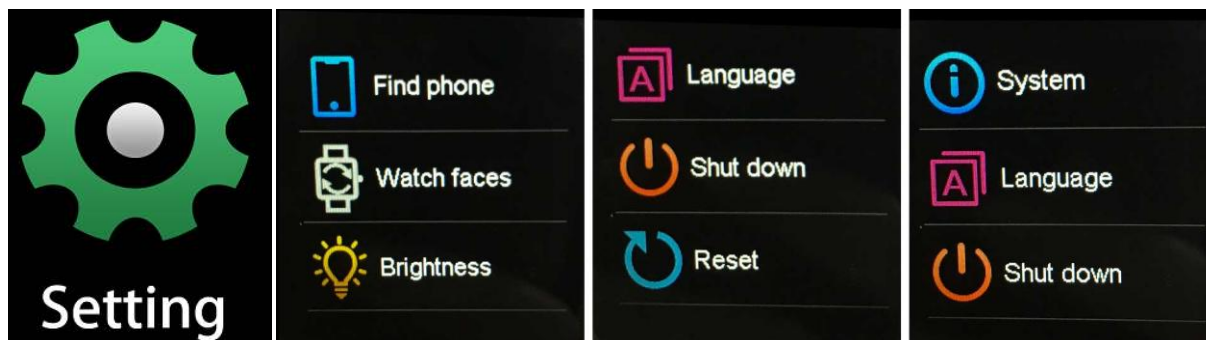 Setting
Find phone
Watch faces
Brightness
A Language
Shut down
Reset
i System
A Language
Shut down